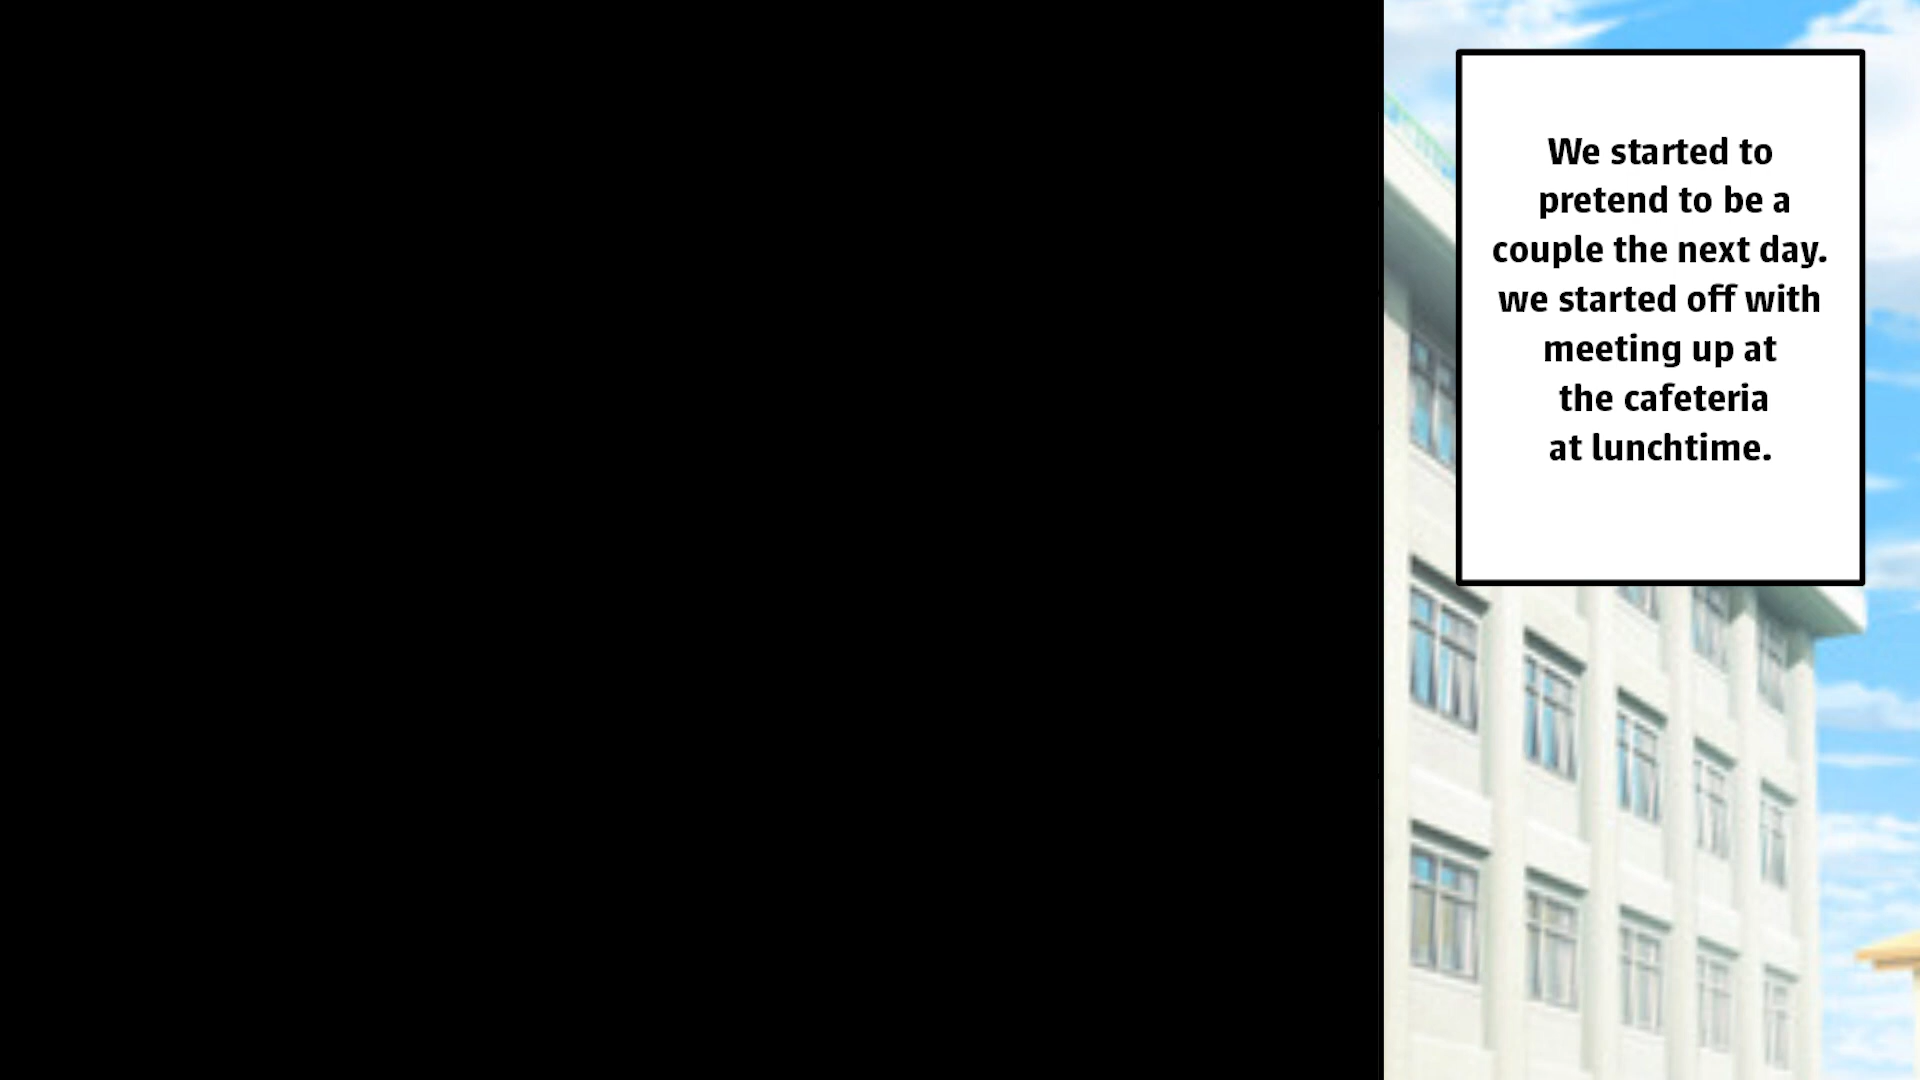 We started to
pretend to be a
couple the next day.
we started off with
meeting up at
the cafeteria
at lunchtime.